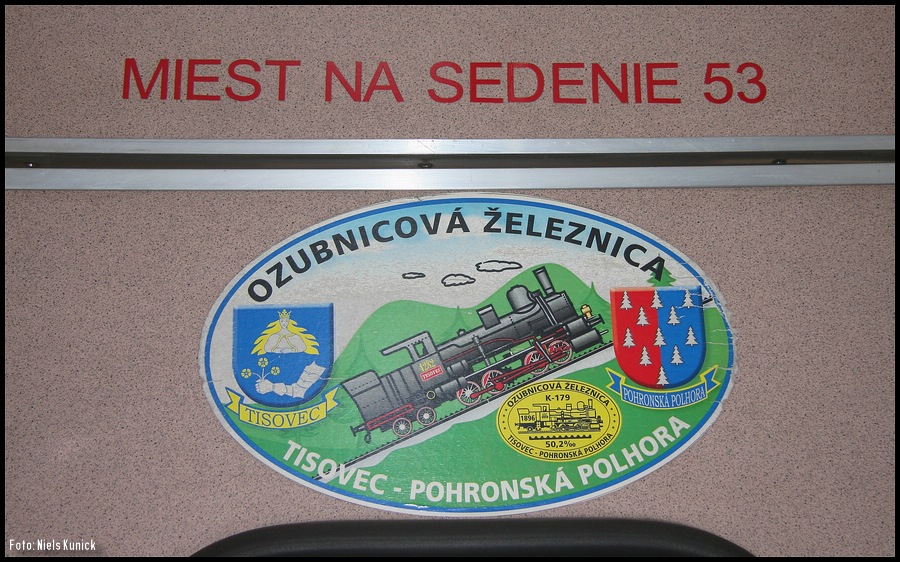 MIEST NA SEDENIE 53
OZUBNICOVÁ ŽELEZNICA
TISOVEC
POHRONSKÁ POLHORA
TISOVEC
OZUBNICOVÁ ŽELEZNICA
K-179
1896
50,2‰
TISOVEC - POHRONSKÁ POLHORA
TISOVEC - POHRONSKÁ POLHORA
Foto: Niels Kunick